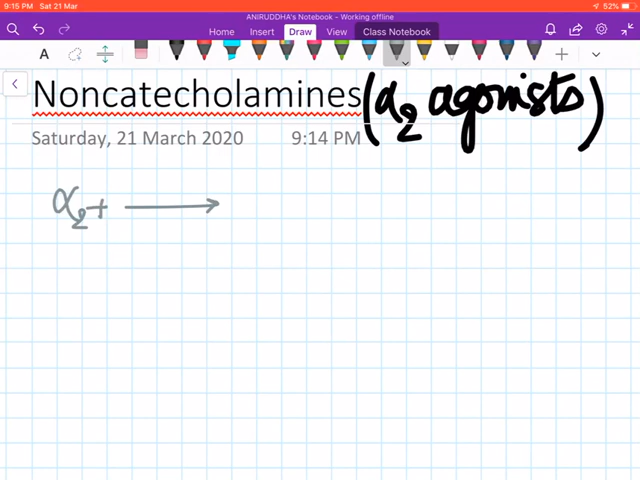 9:15 PM Sat 21 Mar 52%
ANIRUDDHA's Notebook - Working offline
Home Insert Draw View Class Notebook
A
Noncatecholamines (α2 agonists)
Saturday, 21 March 2020 9:14 PM
α2+ →